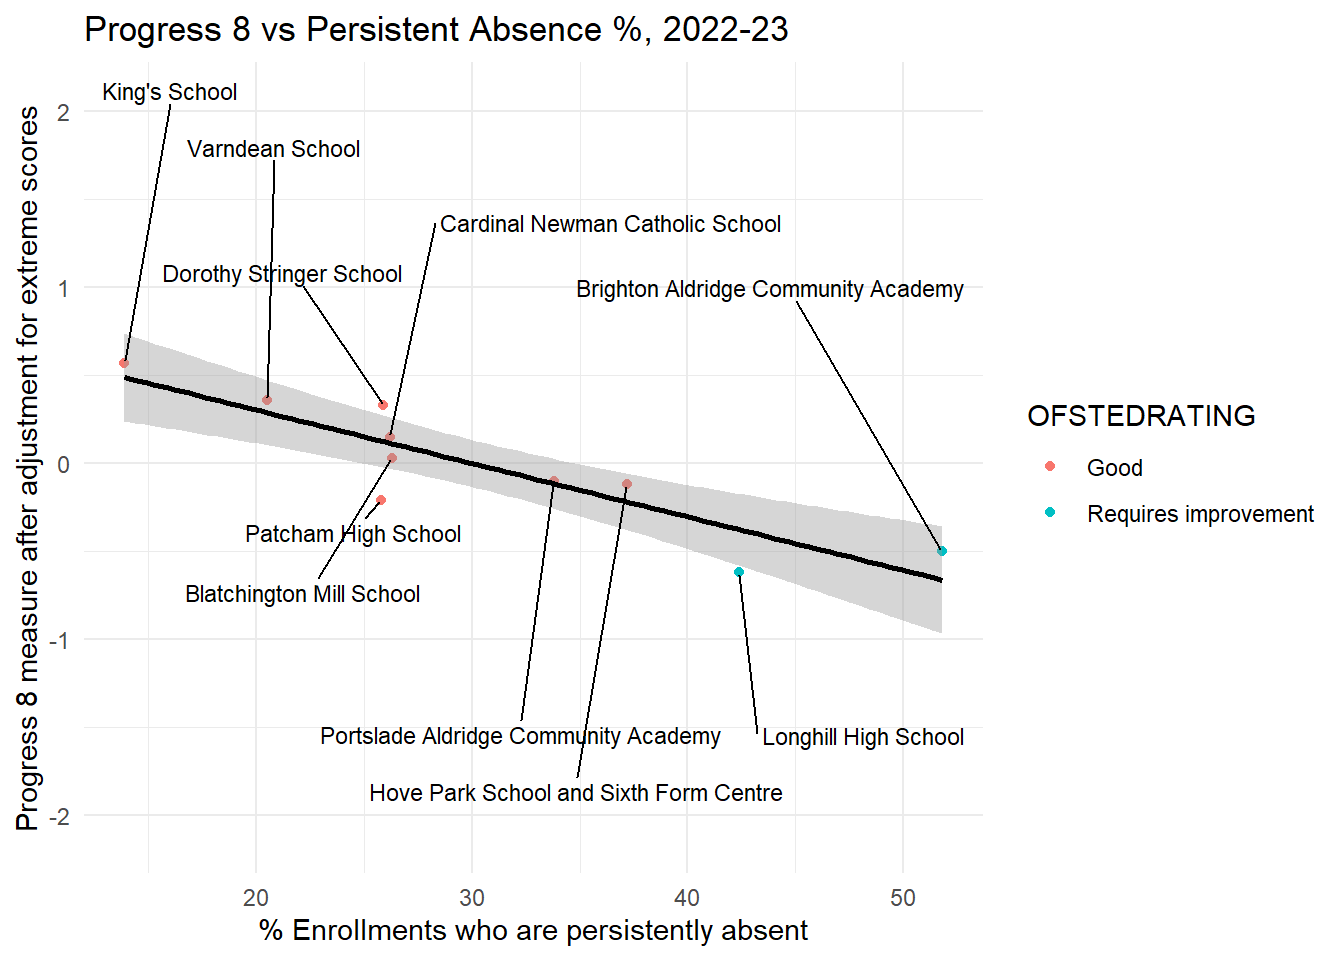 Progress 8 vs Persistent Absence %, 2022-23
King's School
Varndean School
Cardinal Newman Catholic School
Dorothy Stringer School
Brighton Aldridge Community Academy
Patcham High School
Blatchington Mill School
Portslade Aldridge Community Academy
Longhill High School
Hove Park School and Sixth Form Centre
2
1
0
-1
-2
Progress 8 measure after adjustment for extreme scores
20
30
40
50
% Enrollments who are persistently absent
OFSTEDRATING
Good
Requires improvement